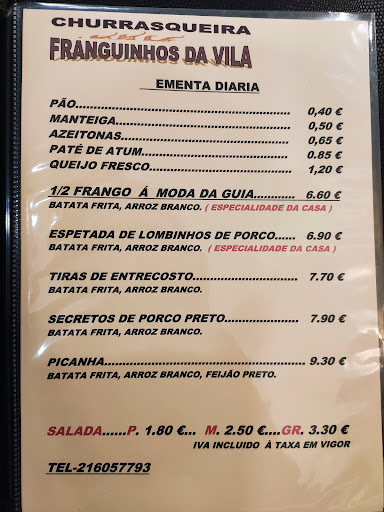 CHURRASQUEIRA
FRANGUINHOS DA VILA
EMENTA DIARIA
PÃO.................................................... 0,40 €
MANTEIGA........................................... 0,50 €
AZEITONAS.......................................... 0,65 €
PATÉ DE ATUM..................................... 0.85 €
QUEIJO FRESCO................................... 1,20 €
1/2 FRANGO Á MODA DA GUIA............ 6.60 €
BATATA FRITA, ARROZ BRANCO. ( ESPECIALIDADE DA CASA )
ESPETADA DE LOMBINHOS DE PORCO...... 6.90 €
BATATA FRITA, ARROZ BRANCO. ( ESPECIALIDADE DA CASA )
TIRAS DE ENTRECOSTO............................ 7.70 €
BATATA FRITA, ARROZ BRANCO.
SECRETOS DE PORCO PRETO.................... 7.90 €
BATATA FRITA, ARROZ BRANCO.
PICANHA...................................................... 9.30 €
BATATA FRITA, ARROZ BRANCO, FEIJÃO PRETO.
SALADA......P. 1.80 €... M. 2.50 €....GR. 3.30 €
IVA INCLUIDO À TAXA EM VIGOR
TEL-216057793